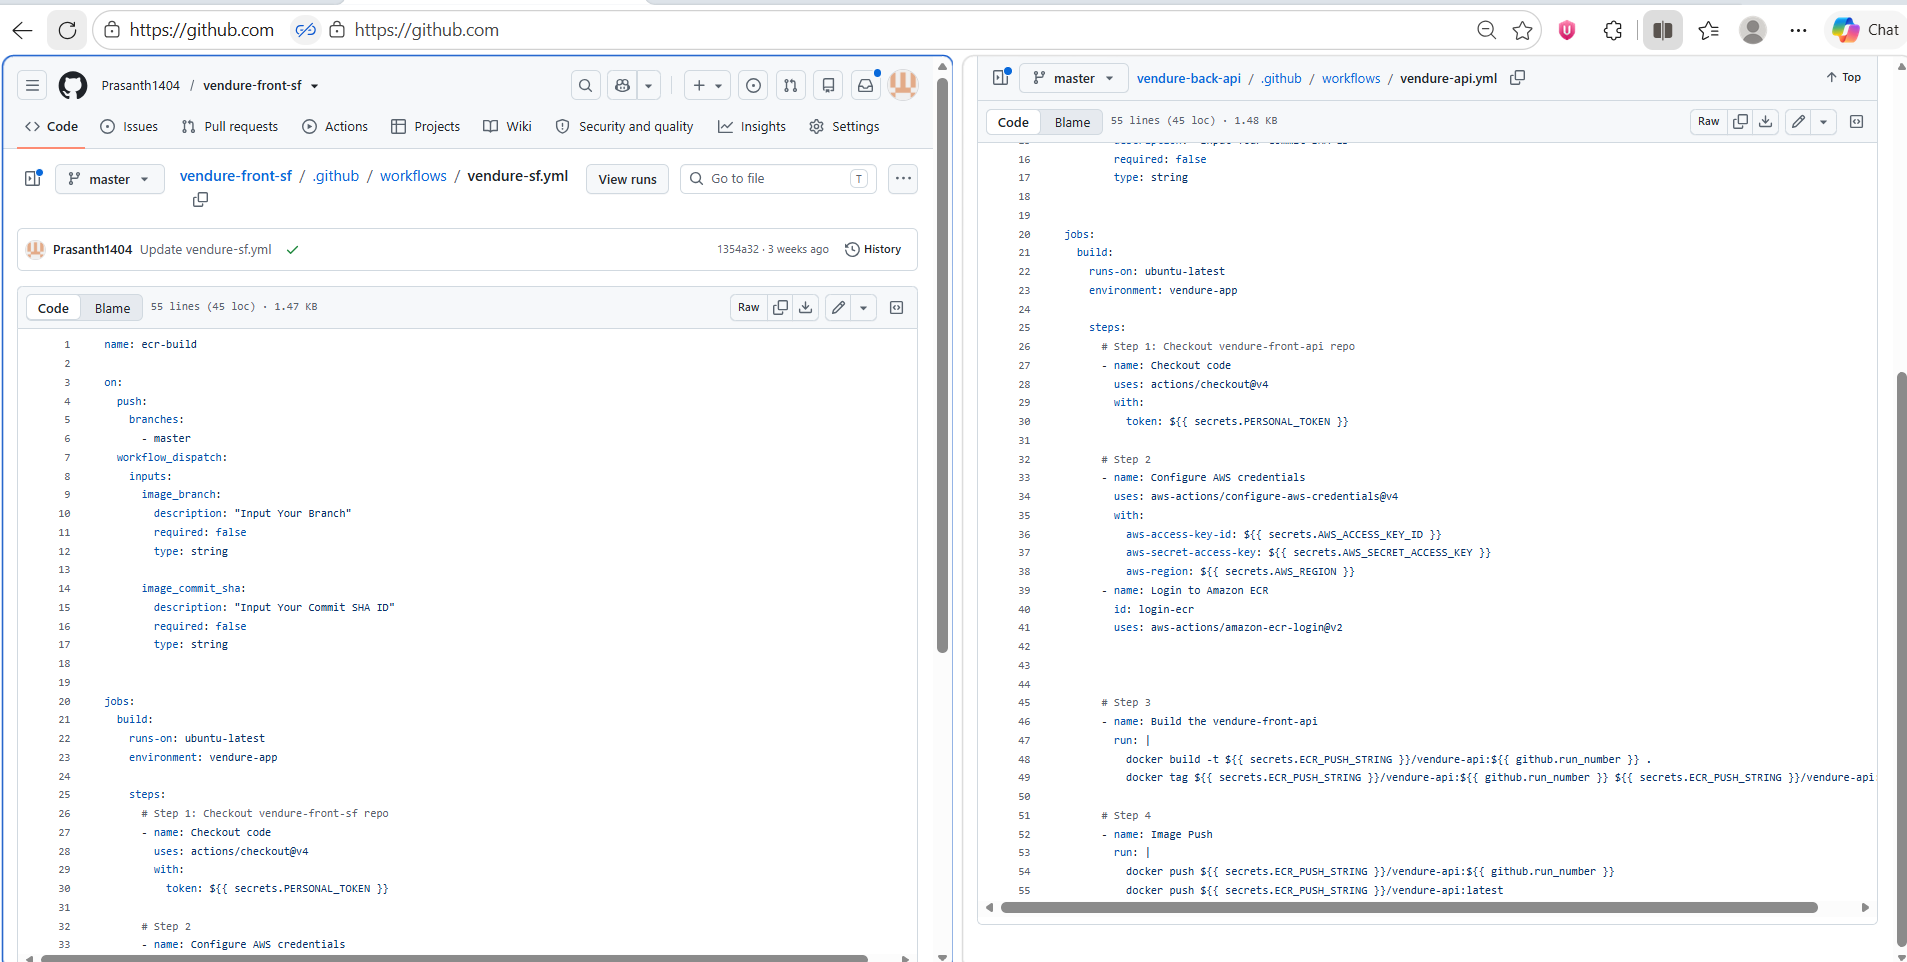 https://github.com
https://github.com
Chat
Prasanth1404 / vendure-front-sf
Code
Issues
Pull requests
Actions
Projects
Wiki
Security and quality
Insights
Settings
master
vendure-front-sf / .github / workflows / vendure-sf.yml
View runs
Go to file
T
Prasanth1404 Update vendure-sf.yml
1354a32 · 3 weeks ago
History
Code
Blame
55 lines (45 loc) · 1.47 KB
Raw
1 name: ecr-build
2
3 on:
4 push:
5 branches:
6 - master
7 workflow_dispatch:
8 inputs:
9 image_branch:
10 description: "Input Your Branch"
11 required: false
12 type: string
13
14 image_commit_sha:
15 description: "Input Your Commit SHA ID"
16 required: false
17 type: string
18
19
20 jobs:
21 build:
22 runs-on: ubuntu-latest
23 environment: vendure-app
24
25 steps:
26 # Step 1: Checkout vendure-front-sf repo
27 - name: Checkout code
28 uses: actions/checkout@v4
29 with:
30 token: ${{ secrets.PERSONAL_TOKEN }}
31
32 # Step 2
33 - name: Configure AWS credentials
master
vendure-back-api / .github / workflows / vendure-api.yml
Top
Code
Blame
55 lines (45 loc) · 1.48 KB
Raw
16 required: false
17 type: string
18
19
20 jobs:
21 build:
22 runs-on: ubuntu-latest
23 environment: vendure-app
24
25 steps:
26 # Step 1: Checkout vendure-front-api repo
27 - name: Checkout code
28 uses: actions/checkout@v4
29 with:
30 token: ${{ secrets.PERSONAL_TOKEN }}
31
32 # Step 2
33 - name: Configure AWS credentials
34 uses: aws-actions/configure-aws-credentials@v4
35 with:
36 aws-access-key-id: ${{ secrets.AWS_ACCESS_KEY_ID }}
37 aws-secret-access-key: ${{ secrets.AWS_SECRET_ACCESS_KEY }}
38 aws-region: ${{ secrets.AWS_REGION }}
39 - name: Login to Amazon ECR
40 id: login-ecr
41 uses: aws-actions/amazon-ecr-login@v2
42
43
44
45 # Step 3
46 - name: Build the vendure-front-api
47 run: |
48 docker build -t ${{ secrets.ECR_PUSH_STRING }}/vendure-api:${{ github.run_number }} .
49 docker tag ${{ secrets.ECR_PUSH_STRING }}/vendure-api:${{ github.run_number }} ${{ secrets.ECR_PUSH_STRING }}/vendure-api:
50
51 # Step 4
52 - name: Image Push
53 run: |
54 docker push ${{ secrets.ECR_PUSH_STRING }}/vendure-api:${{ github.run_number }}
55 docker push ${{ secrets.ECR_PUSH_STRING }}/vendure-api:latest